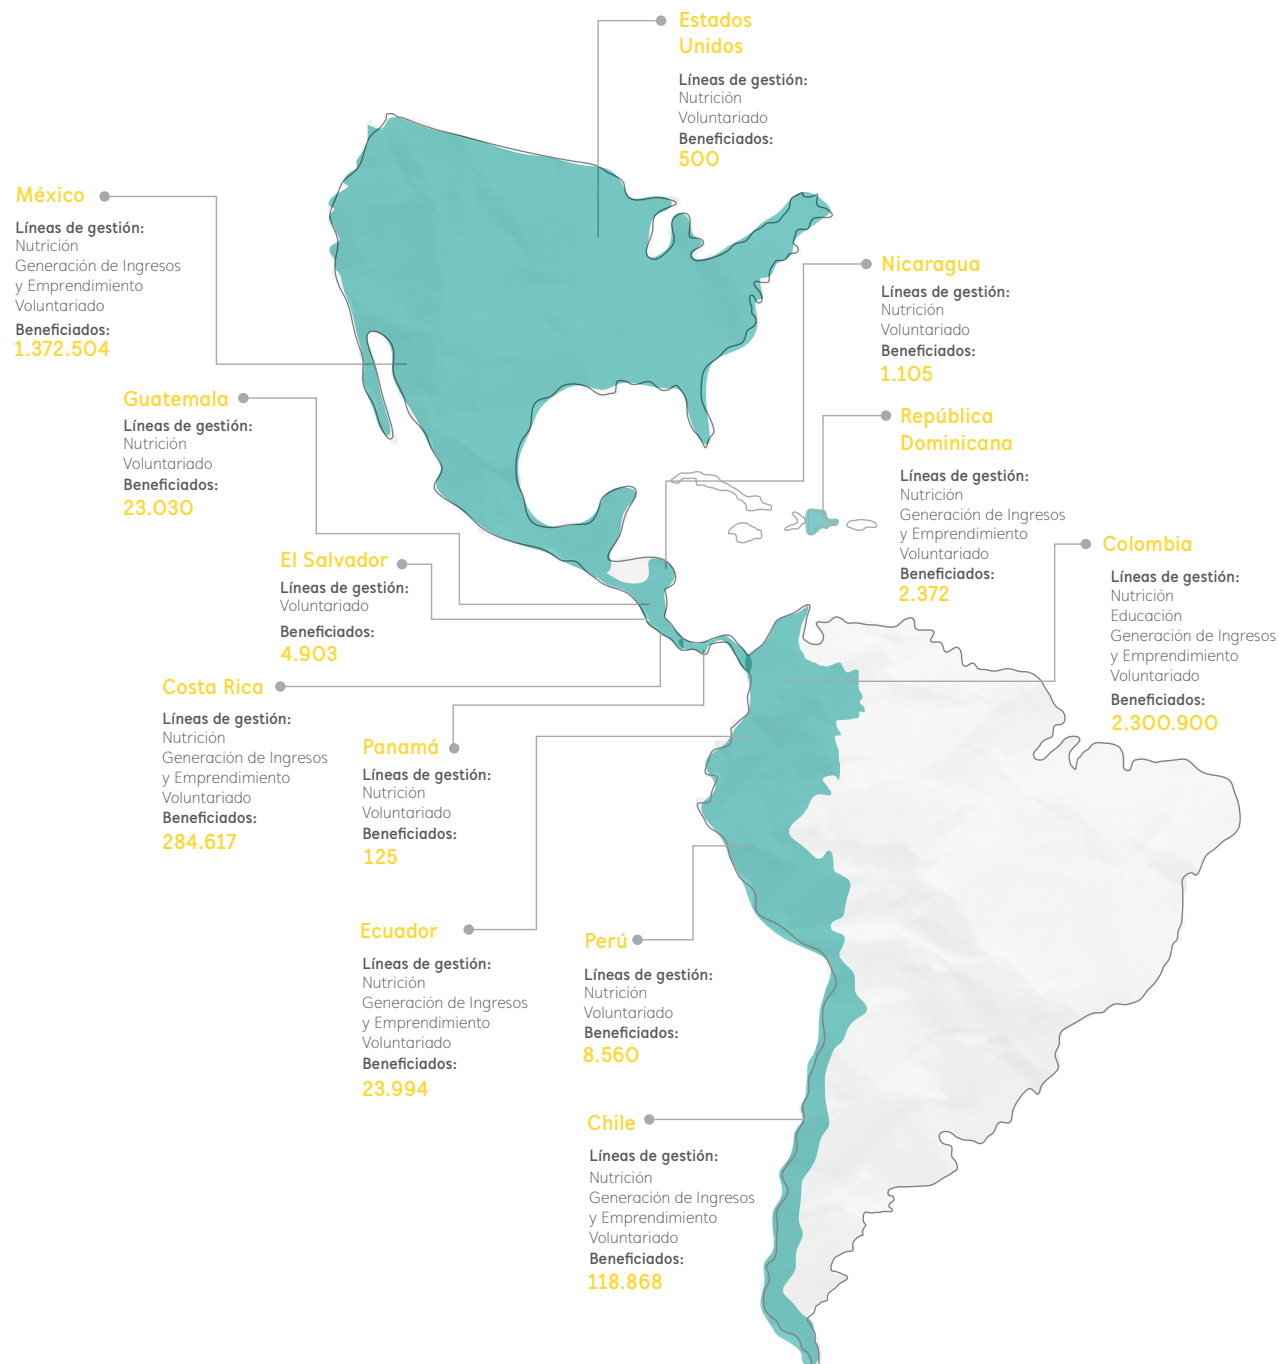 Estados
Unidos
Líneas de gestión:
Nutrición
Voluntariado
Beneficiados:
500
México
Líneas de gestión:
Nutrición
Generación de Ingresos
y Emprendimiento
Voluntariado
Beneficiados:
1.372.504
Nicaragua
Líneas de gestión:
Nutrición
Voluntariado
Beneficiados:
1.105
Guatemala
Líneas de gestión:
Nutrición
Voluntariado
Beneficiados:
23.030
República
Dominicana
Líneas de gestión:
Nutrición
Generación de Ingresos
y Emprendimiento
Voluntariado
Beneficiados:
2.372
El Salvador
Líneas de gestión:
Voluntariado
Beneficiados:
4.903
Colombia
Líneas de gestión:
Nutrición
Educación
Generación de Ingresos
y Emprendimiento
Voluntariado
Beneficiados:
2.300.900
Costa Rica
Líneas de gestión:
Nutrición
Generación de Ingresos
y Emprendimiento
Voluntariado
Beneficiados:
284.617
Panamá
Líneas de gestión:
Nutrición
Voluntariado
Beneficiados:
125
Ecuador
Líneas de gestión:
Nutrición
Generación de Ingresos
y Emprendimiento
Voluntariado
Beneficiados:
23.994
Perú
Líneas de gestión:
Nutrición
Voluntariado
Beneficiados:
8.560
Chile
Líneas de gestión:
Nutrición
Generación de Ingresos
y Emprendimiento
Voluntariado
Beneficiados:
118.868